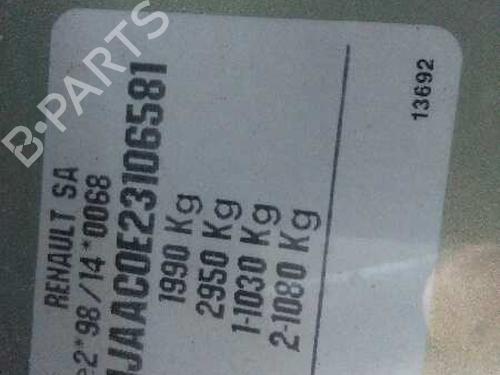 RENAULT SA
e2*98/14*0068
JAAC0E23106581
1990 Kg
2950 Kg
1-1030 Kg
2-1080 Kg
13692
B-PARTS